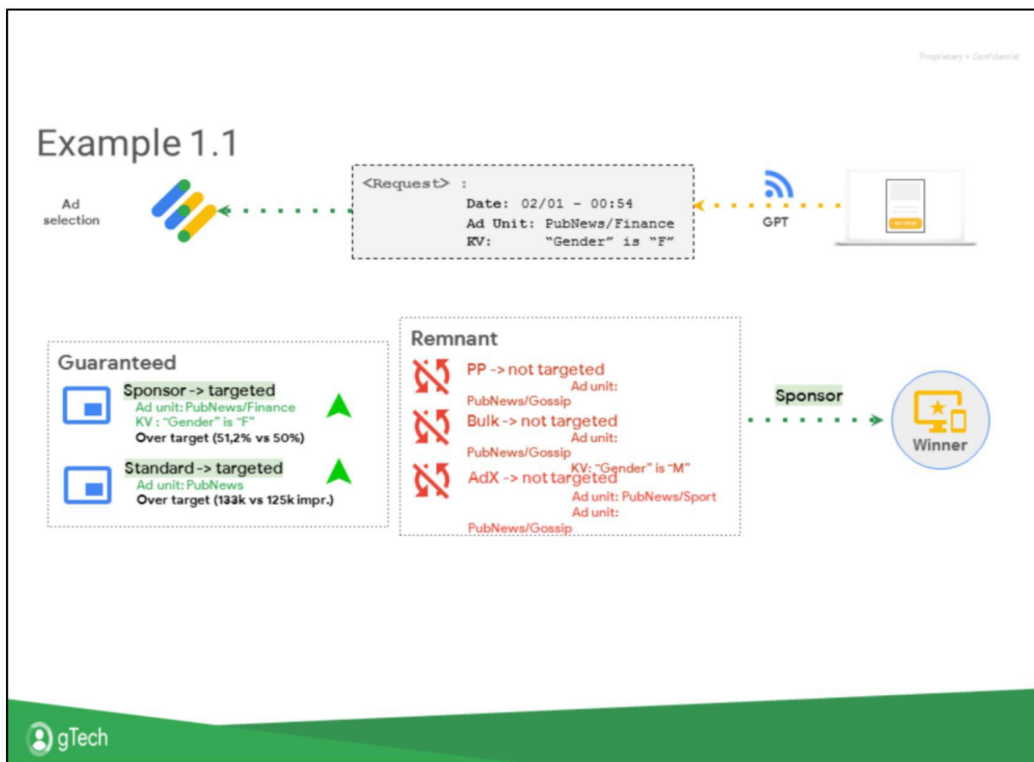 Proprietary + Confidential
Example 1.1
Ad
selection
<Request> :
Date: 02/01 - 00:54
Ad Unit: PubNews/Finance
KV: "Gender" is "F"
GPT
Guaranteed
Sponsor -> targeted
Ad unit: PubNews/Finance
KV : "Gender" is "F"
Over target (51,2% vs 50%)
Standard -> targeted
Ad unit: PubNews
Over target (133k vs 125k impr.)
Remnant
PP -> not targeted
Ad unit:
PubNews/Gossip
Bulk -> not targeted
Ad unit:
PubNews/Gossip
KV: "Gender" is "M"
AdX -> not targeted
Ad unit: PubNews/Sport
Ad unit:
PubNews/Gossip
Sponsor
Winner
gTech